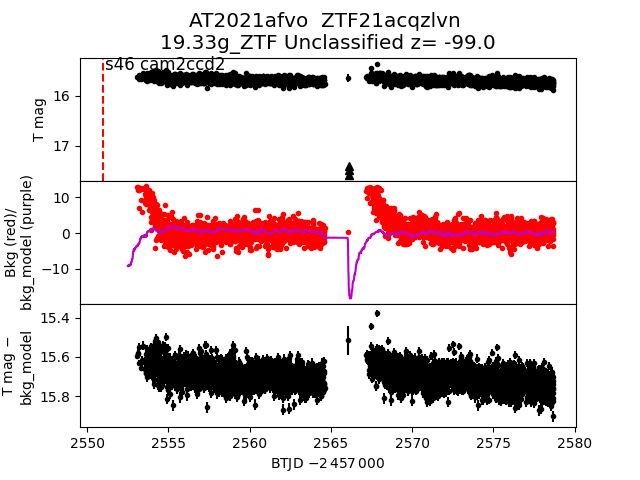 AT2021afvo  ZTF21acqzlvn
19.33g_ZTF Unclassified z= -99.0
s46 cam2ccd2
T mag
16
17
Bkg (red)/
bkg_model (purple)
10
0
−10
T mag −
bkg_model
15.4
15.6
15.8
2550 2555 2560 2565 2570 2575 2580
BTJD −2 457 000